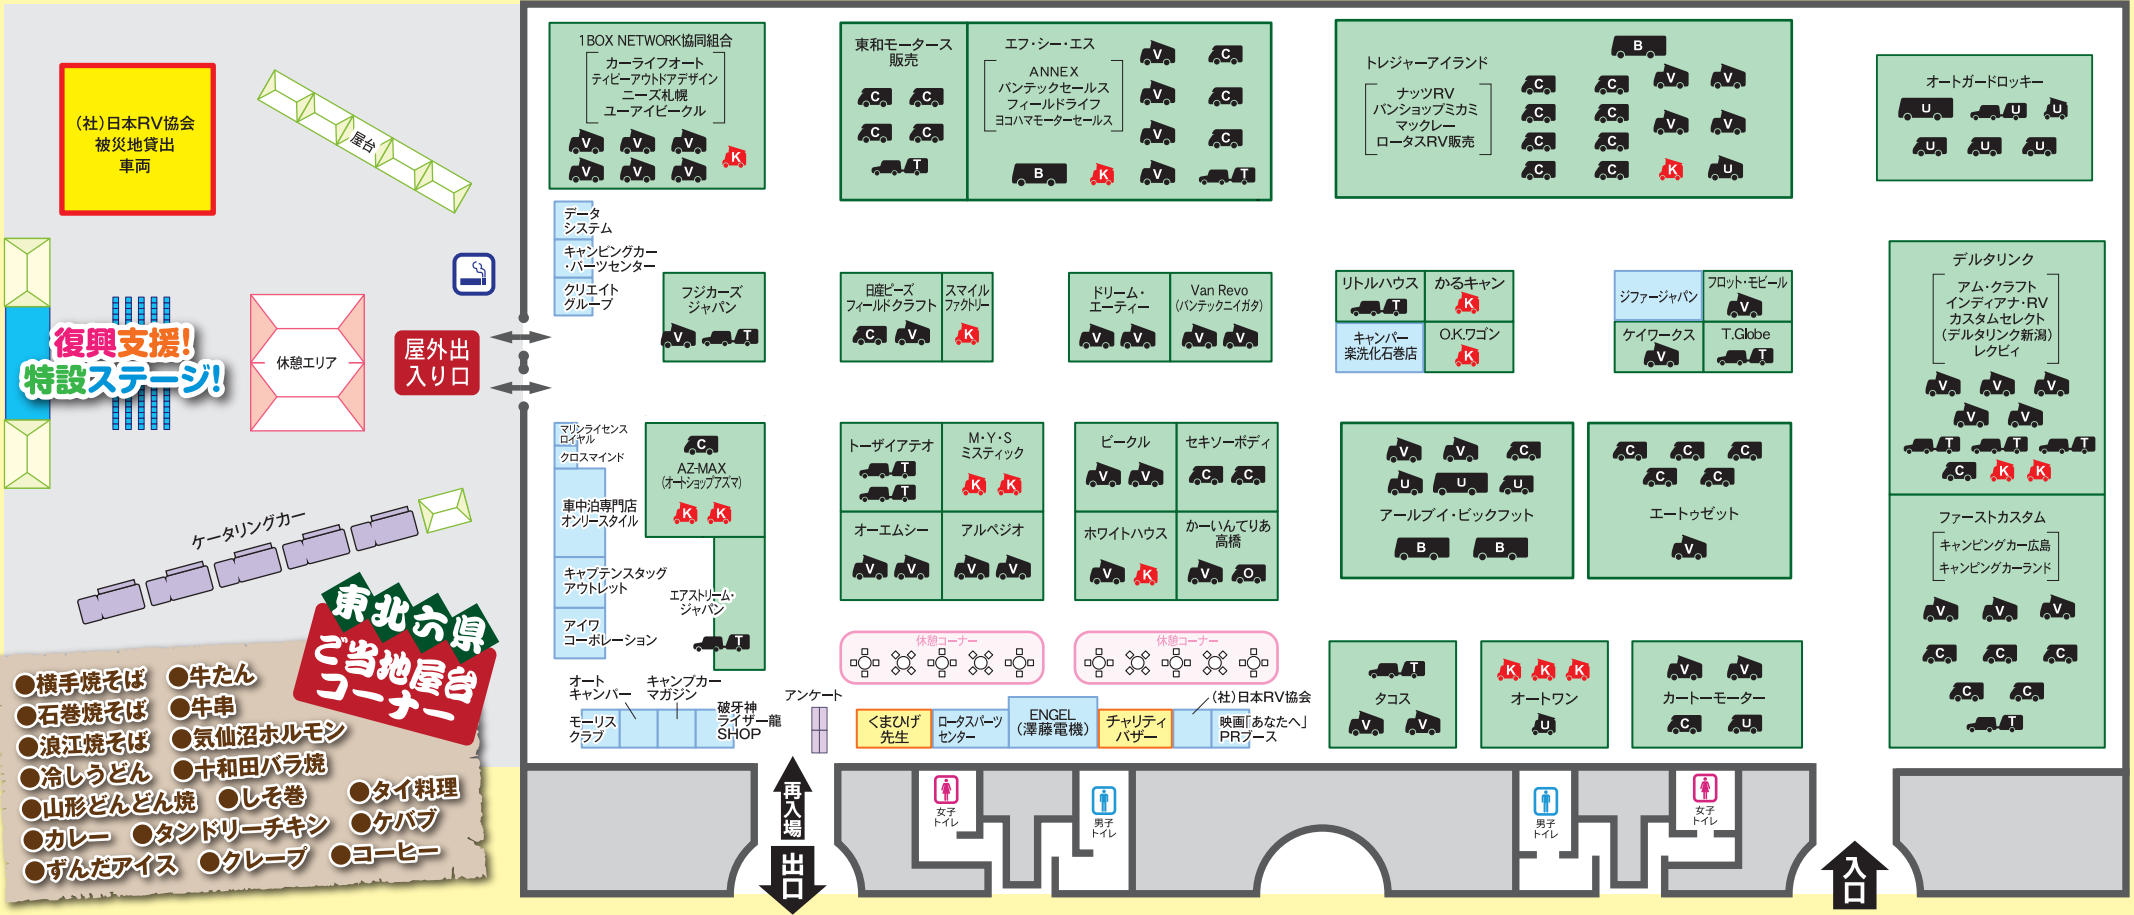 (社)日本RV協会
被災地貸出
車両
屋台
復興支援!
特設ステージ!
休憩エリア
屋外出
入り口
ケータリングカー
東北六県
ご当地屋台
コーナー
●横手焼そば
●牛たん
●石巻焼そば
●牛串
●浪江焼そば
●気仙沼ホルモン
●冷しうどん
●十和田バラ焼
●山形どんどん焼
●しそ巻
●タイ料理
●カレー
●タンドリーチキン
●ケバブ
●ずんだアイス
●クレープ
●コーヒー
1BOX NETWORK協同組合
カーライフオート
ティピーアウトドアデザイン
ニーズ札幌
ユーアイビークル
V V V
K
V V V
東和モータース
販売
C C
C C
T
エフ・シー・エス
ANNEX
バンテックセールス
フィールドライフ
ヨコハマモーターセールス
V C
V C
V C
B K V T
トレジャーアイランド
ナッツRV
バンショップミカミ
マックレー
ロータスRV販売
B
C C V V
C C V V
C C
C C K U
オートガードロッキー
U U U
U U U
データ
システム
キャンピングカー
・パーツセンター
クリエイト
グループ
フジカーズ
ジャパン
V T
日産ピーズ
フィールドクラフト
C V
スマイル
ファクトリー
K
ドリーム・
エーティー
V V
Van Revo
(バンテックニイガタ)
V V
リトルハウス
T
かるキャン
K
キャンパー
楽洗化石巻店
O.K.ワゴン
K
ジファージャパン
フロット・モビール
V
ケイワークス
V
T.Globe
T
デルタリンク
アム・クラフト
インディアナ・RV
カスタムセレクト
(デルタリンク新潟)
レクビィ
V V V
V V
T T T
C K K
マリンライセンス
ロイヤル
クロスマインド
車中泊専門店
オンリースタイル
キャプテンスタッグ
アウトレット
アイワ
コーポレーション
C
AZ-MAX
(オートショップアズマ)
K K
エアストリーム・
ジャパン
T
トーザイアテオ
T
T
M・Y・S
ミスティック
K K
オーエムシー
V V
アルペジオ
V V
ビークル
V V
セキソーボディ
C C
ホワイトハウス
V K
かーいんてりあ
高橋
V O
V V C
U U U
アールブイ・ビックフット
B B
C C C
C C
エートゥゼット
V
ファーストカスタム
キャンピングカー広島
キャンピングカーランド
V V V
C C C
C C
T
休憩コーナー
休憩コーナー
T
タコス
V V
K K K
オートワン
U
V V
カートーモーター
C U
オート
キャンパー
キャンプカー
マガジン
モーリス
クラブ
破牙神
ライザー龍
SHOP
アンケート
くまひげ
先生
ロータスパーツ
センター
ENGEL
(澤藤電機)
チャリティ
バザー
(社)日本RV協会
映画「あなたへ」
PRブース
再入場
出口
女子
トイレ
男子
トイレ
男子
トイレ
女子
トイレ
入口